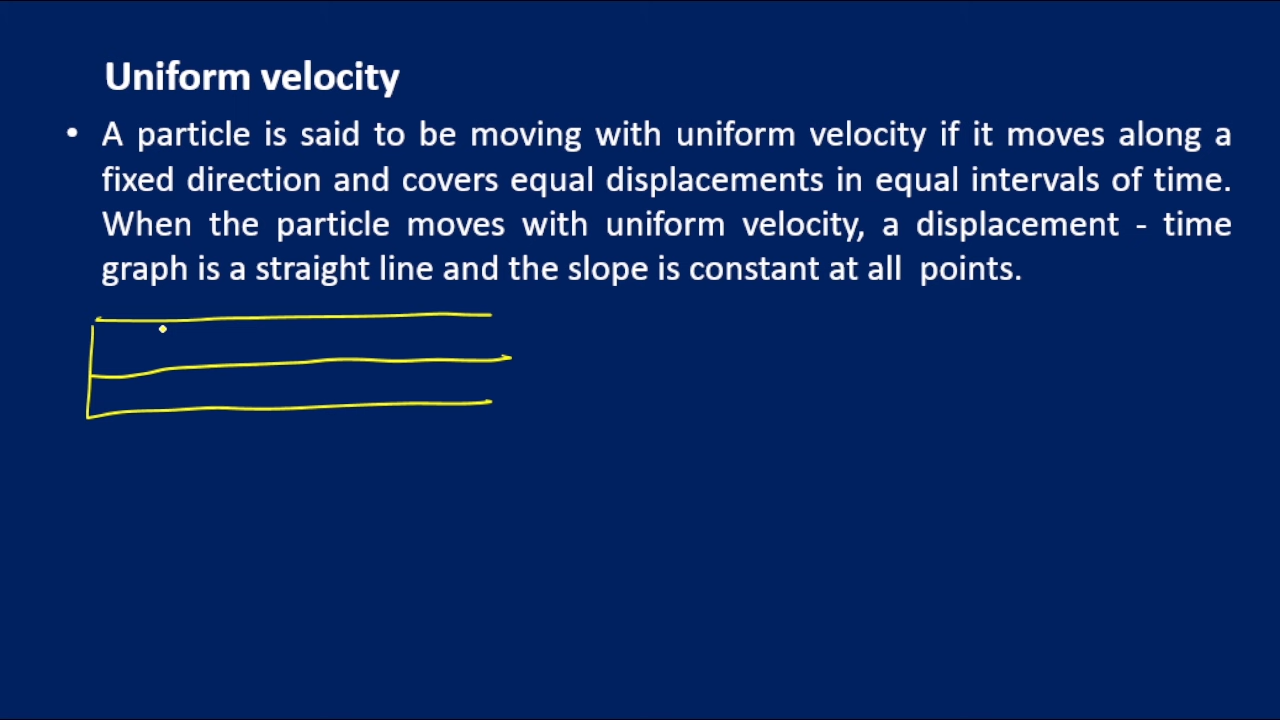 Uniform velocity
• A particle is said to be moving with uniform velocity if it moves along a
fixed direction and covers equal displacements in equal intervals of time.
When the particle moves with uniform velocity, a displacement - time
graph is a straight line and the slope is constant at all points.